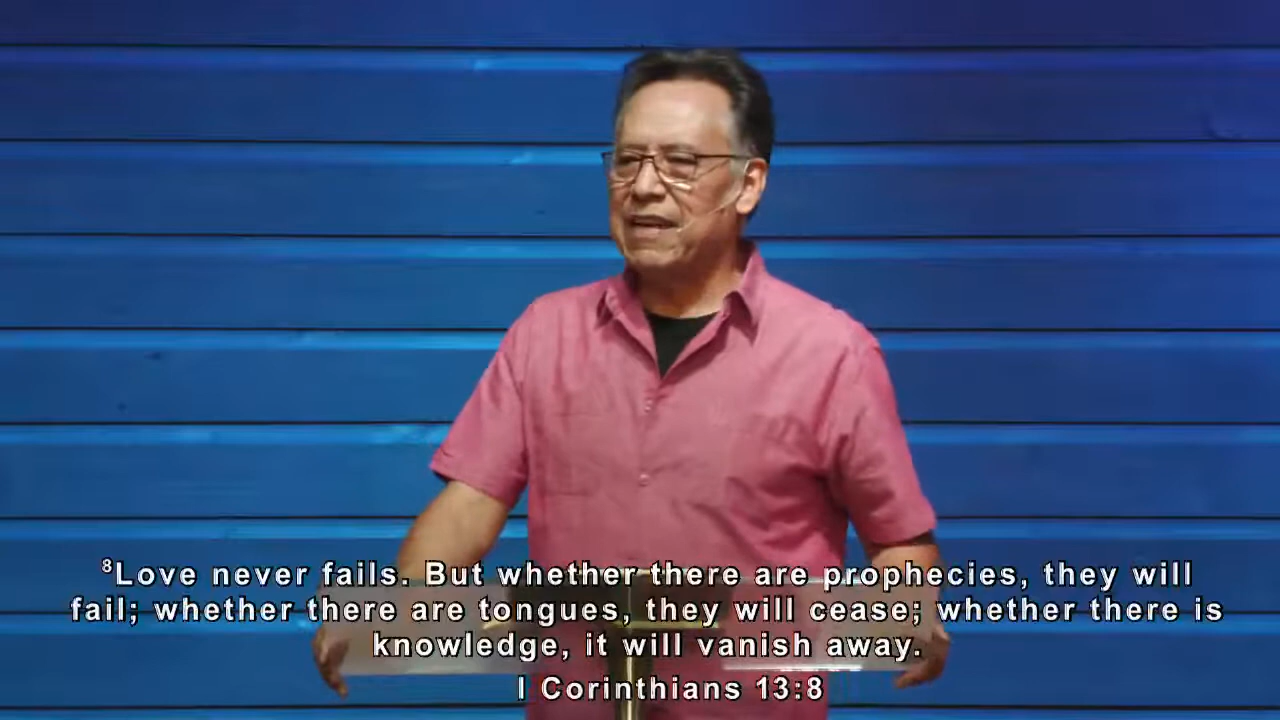 ⁸Love never fails. But whether there are prophecies, they will
fail; whether there are tongues, they will cease; whether there is
knowledge, it will vanish away.
I Corinthians 13:8